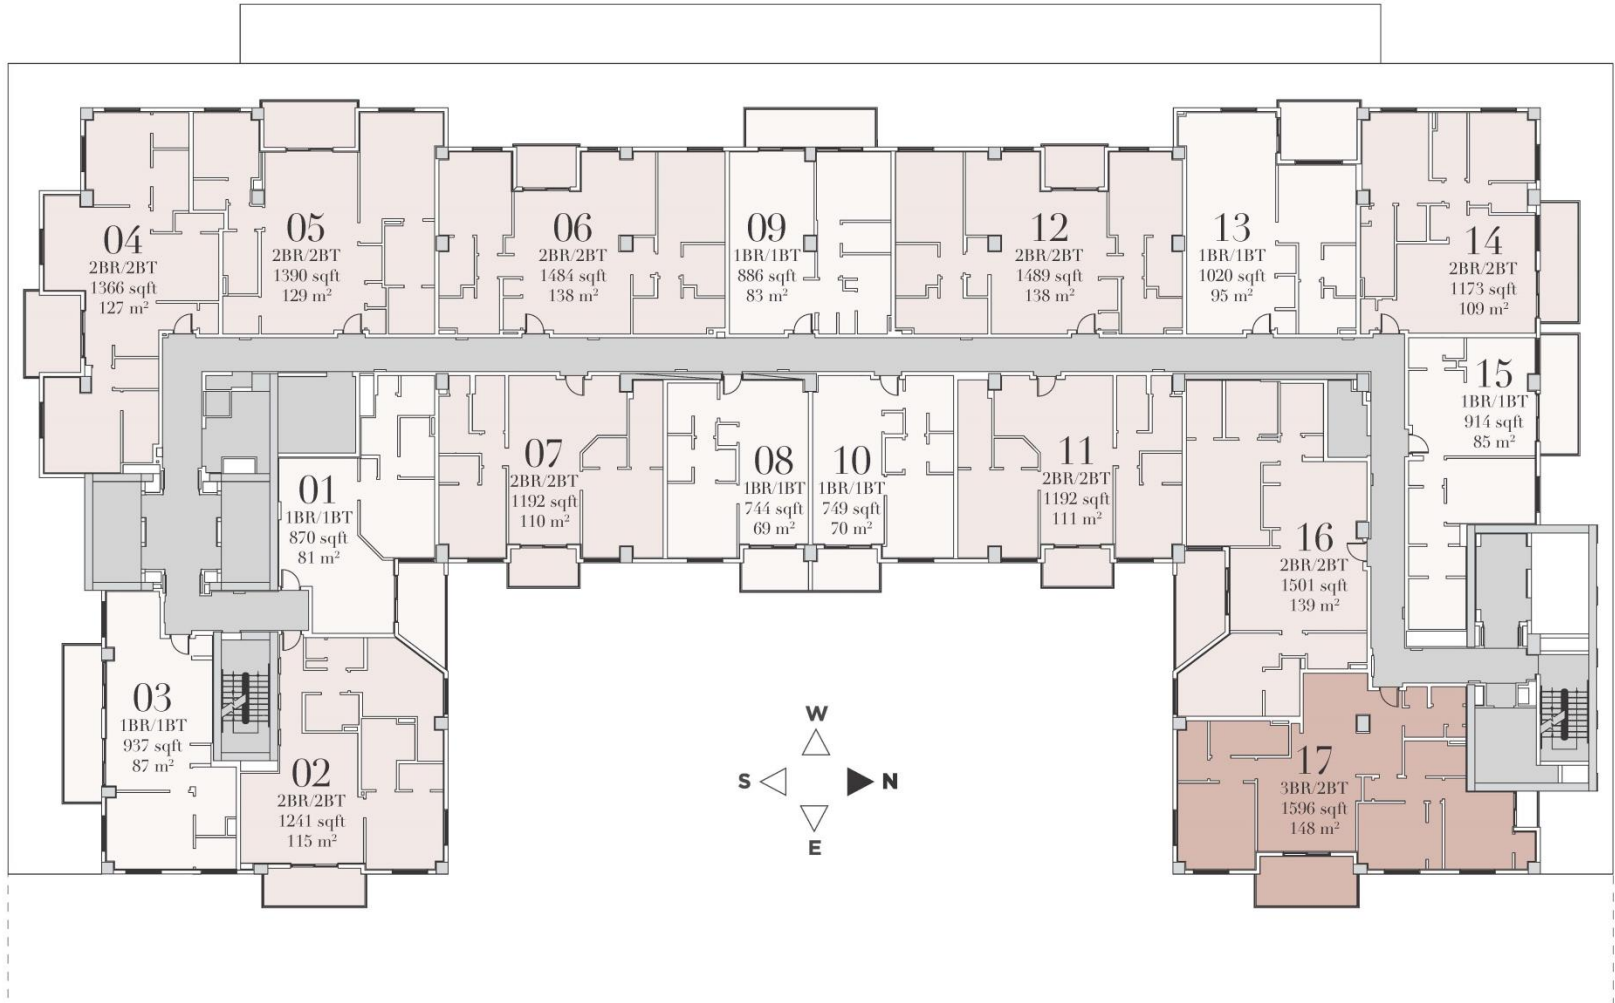 04
2BR/2BT
1366 sqft
127 m²
05
2BR/2BT
1390 sqft
129 m²
06
2BR/2BT
1484 sqft
138 m²
09
1BR/1BT
886 sqft
83 m²
12
2BR/2BT
1489 sqft
138 m²
13
1BR/1BT
1020 sqft
95 m²
14
2BR/2BT
1173 sqft
109 m²
15
1BR/1BT
914 sqft
85 m²
01
1BR/1BT
870 sqft
81 m²
07
2BR/2BT
1192 sqft
110 m²
08
1BR/1BT
744 sqft
69 m²
10
1BR/1BT
749 sqft
70 m²
11
2BR/2BT
1192 sqft
111 m²
16
2BR/2BT
1501 sqft
139 m²
03
1BR/1BT
937 sqft
87 m²
02
2BR/2BT
1241 sqft
115 m²
W
S N
E
17
3BR/2BT
1596 sqft
148 m²